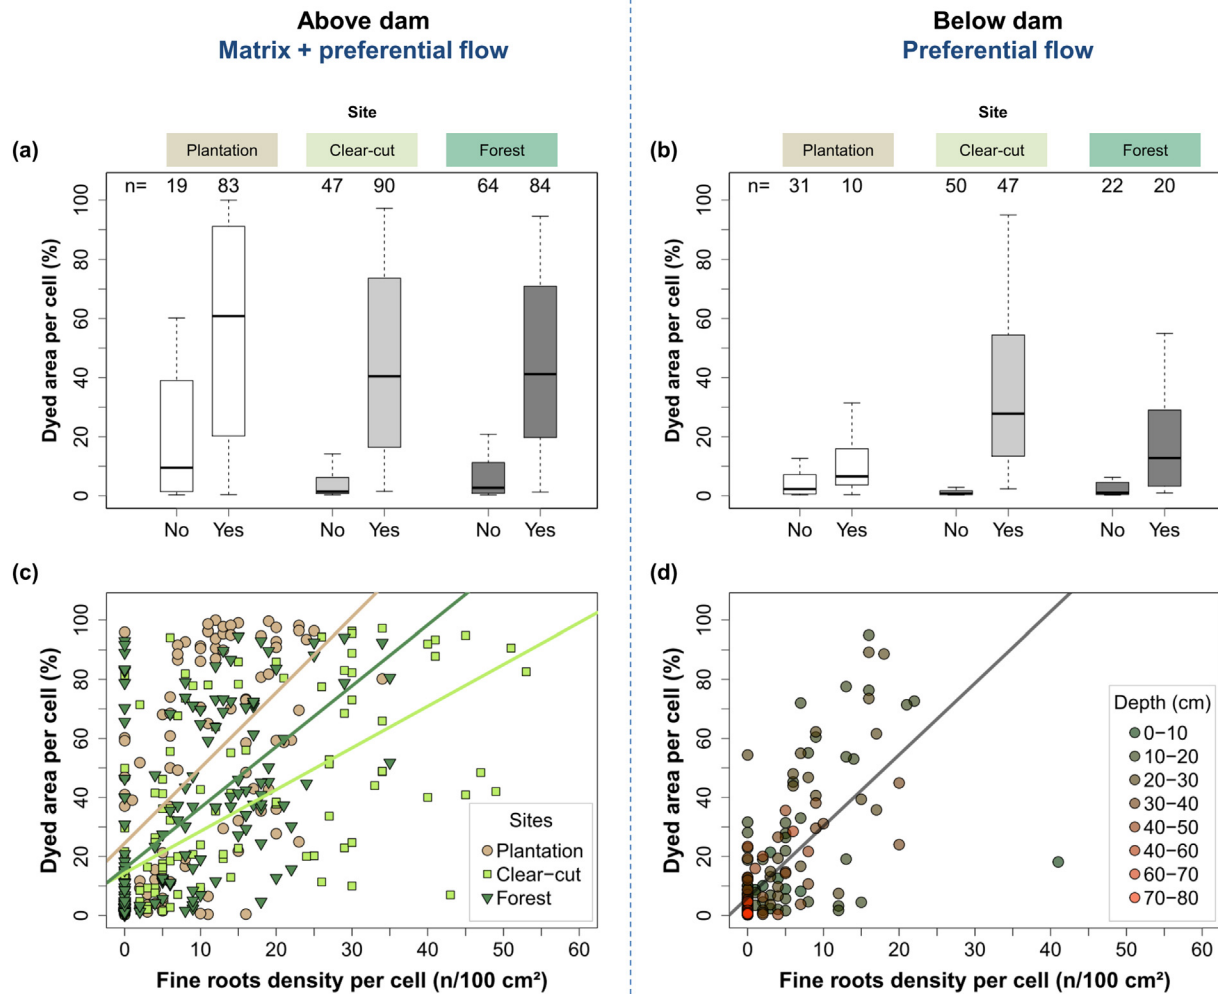 Above dam
Matrix + preferential flow
Below dam
Preferential flow
Site
(a)
Plantation
Clear-cut
Forest
n= 19 83 47 90 64 84
Dyed area per cell (%)
100
80
60
40
20
0
No Yes No Yes No Yes
Site
(b)
Plantation
Clear-cut
Forest
n= 31 10 50 47 22 20
Dyed area per cell (%)
100
80
60
40
20
0
No Yes No Yes No Yes
(c)
Dyed area per cell (%)
100
80
60
40
20
0
Sites
Plantation
Clear−cut
Forest
0 10 20 30 40 50 60
Fine roots density per cell (n/100 cm²)
(d)
Dyed area per cell (%)
100
80
60
40
20
0
Depth (cm)
0−10
10−20
20−30
30−40
40−50
40−60
60−70
70−80
0 10 20 30 40 50 60
Fine roots density per cell (n/100 cm²)